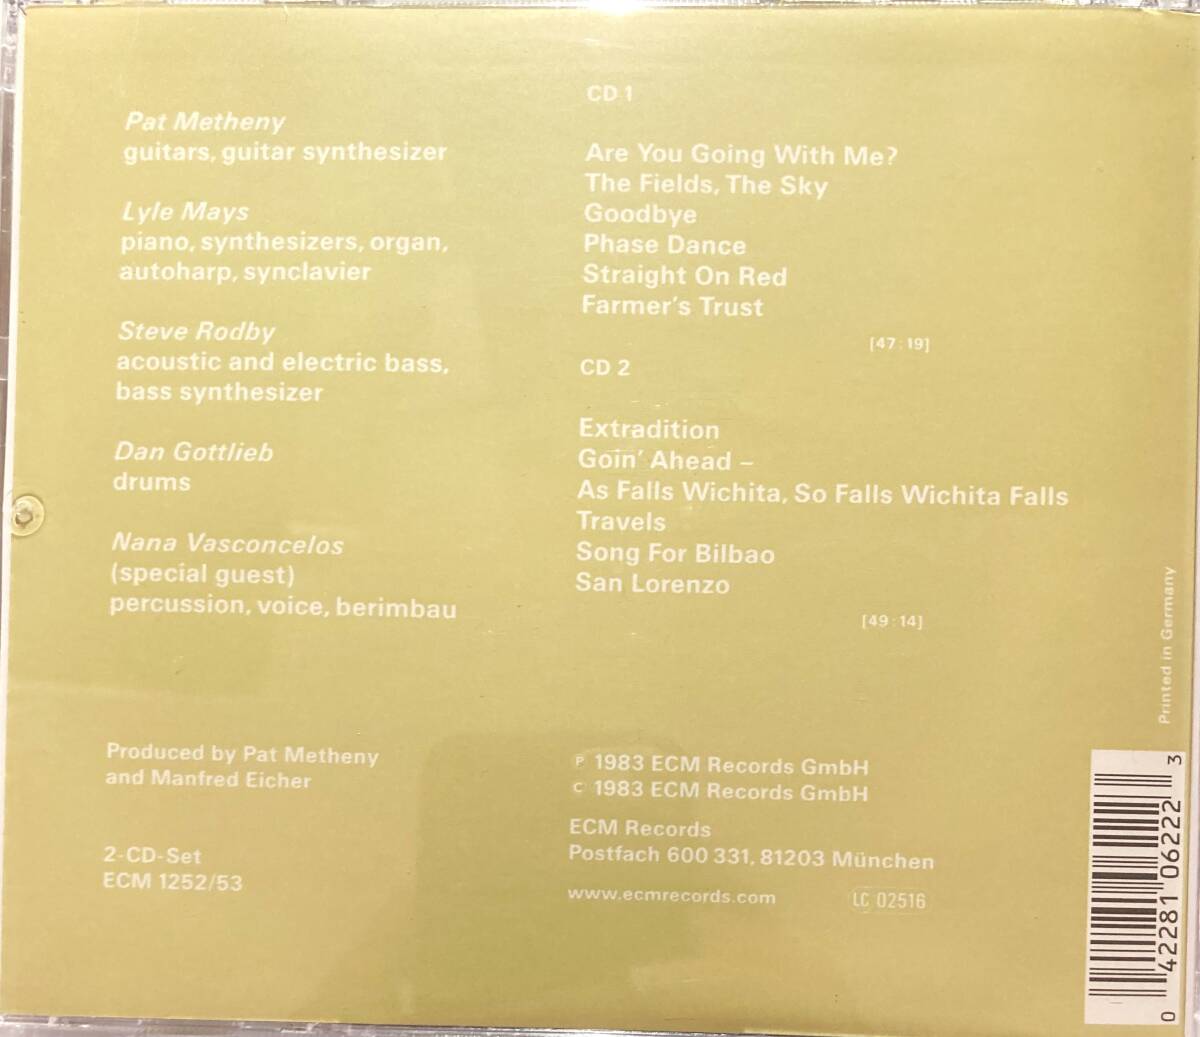 Pat Metheny
guitars, guitar synthesizer
Lyle Mays
piano, synthesizers, organ,
autoharp, synclavier
Steve Rodby
acoustic and electric bass,
bass synthesizer
Dan Gottlieb
drums
Nana Vasconcelos
(special guest)
percussion, voice, berimbau
Produced by Pat Metheny
and Manfred Eicher
2-CD-Set
ECM 1252/53
CD 1
Are You Going With Me?
The Fields, The Sky
Goodbye
Phase Dance
Straight On Red
Farmer's Trust
[47:19]
CD 2
Extradition
Goin' Ahead –
As Falls Wichita, So Falls Wichita Falls
Travels
Song For Bilbao
San Lorenzo
[49:14]
℗ 1983 ECM Records GmbH
© 1983 ECM Records GmbH
ECM Records
Postfach 600 331, 81203 München
www.ecmrecords.com
LC 02516
Printed in Germany
0 42281 06222 3